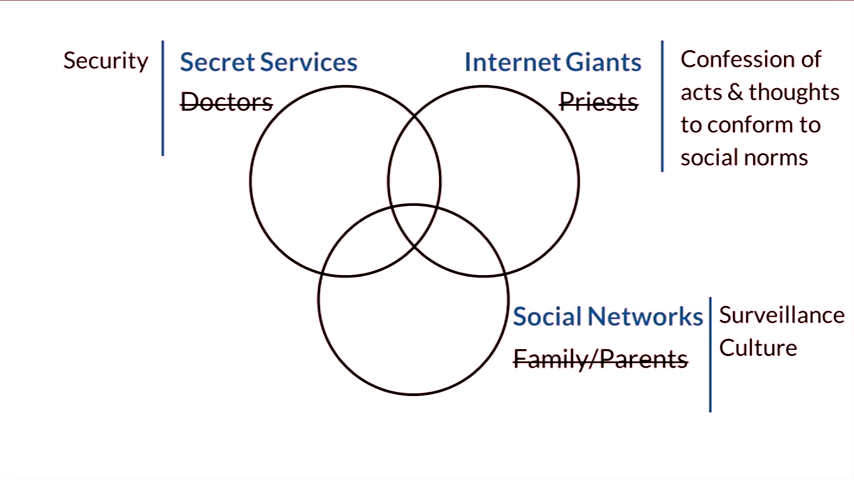 Security
Secret Services
Doctors
Internet Giants
Priests
Confession of
acts & thoughts
to conform to
social norms
Social Networks
Family/Parents
Surveillance
Culture